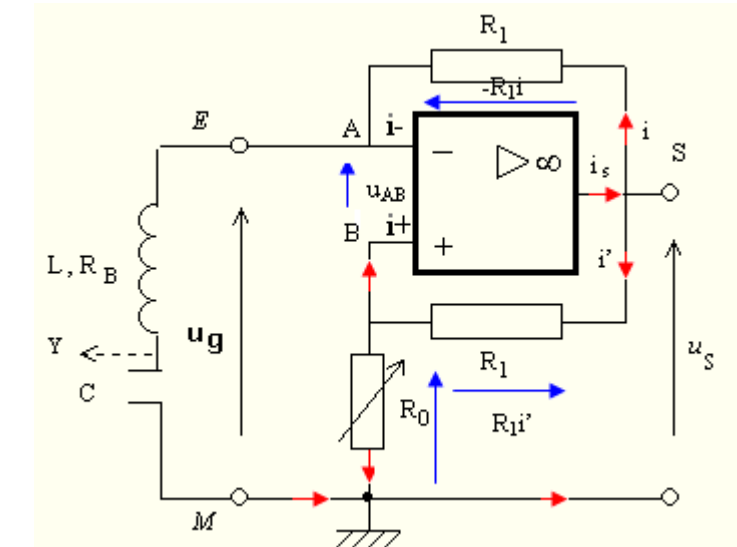 R1
-R1i
E
A
i-
−
▷∞
is
i
S
uAB
B
i+
+
i'
L,RB
ug
Y
C
R1
R0
R1i'
uS
M